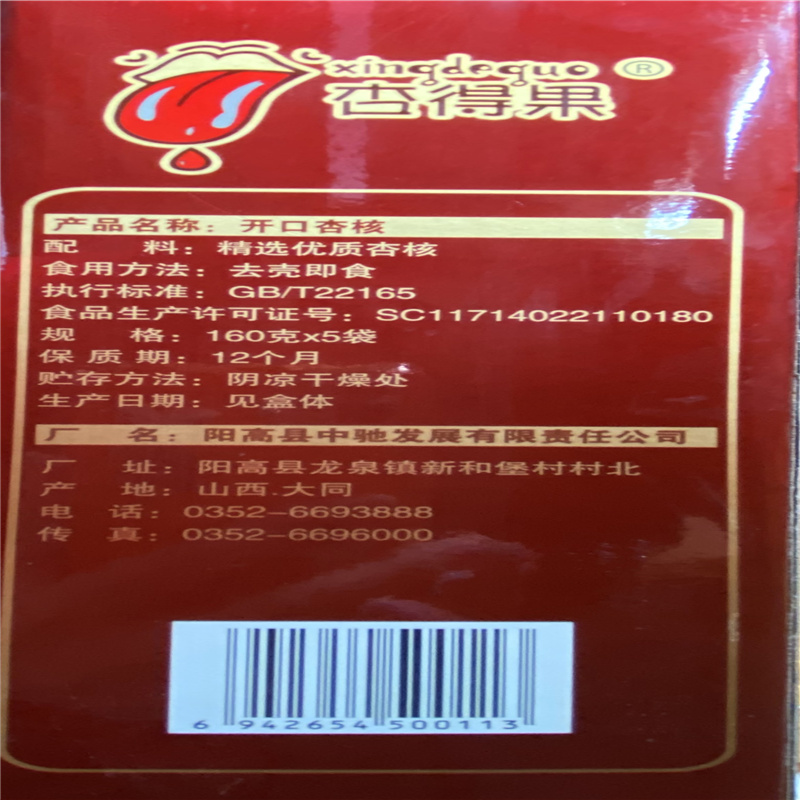 xingdeguo ®
杏得果
产品名称：开口杏核
配 料：精选优质杏核
食用方法：去壳即食
执行标准：GB/T22165
食品生产许可证号：SC11714022110180
规 格：160克x5袋
保质期：12个月
贮存方法：阴凉干燥处
生产日期：见盒体
厂 名：阳高县中驰发展有限责任公司
厂 址：阳高县龙泉镇新和堡村村北
产 地：山西.大同
电 话：0352-6693888
传 真：0352-6696000
6 942654 500113